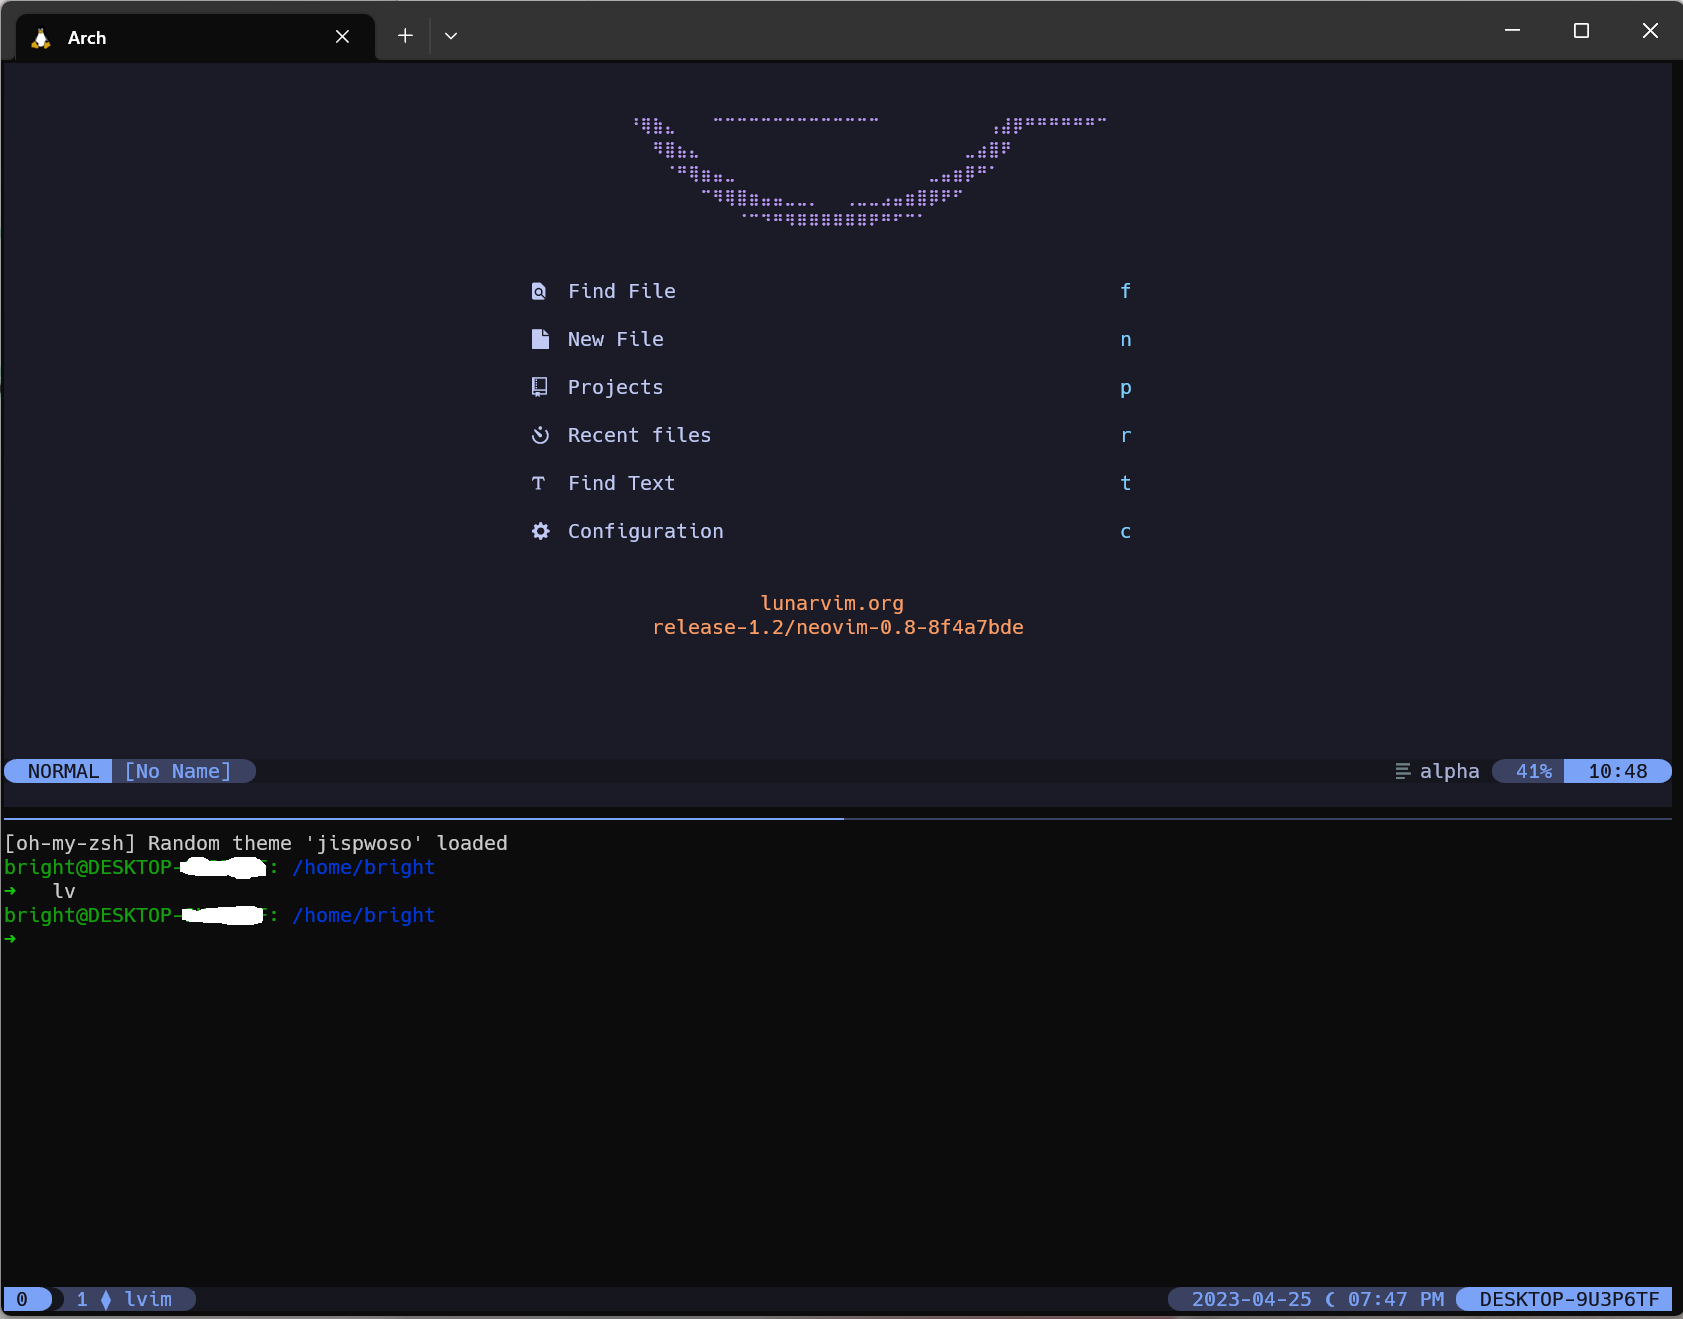 Arch
Find File f
New File n
Projects p
Recent files r
Find Text t
Configuration c
lunarvim.org
release-1.2/neovim-0.8-8f4a7bde
NORMAL [No Name] alpha 41% 10:48
[oh-my-zsh] Random theme 'jispwoso' loaded
bright@DESKTOP- : /home/bright
➜ lv
bright@DESKTOP- : /home/bright
➜
0 1 lvim 2023-04-25 07:47 PM DESKTOP-9U3P6TF